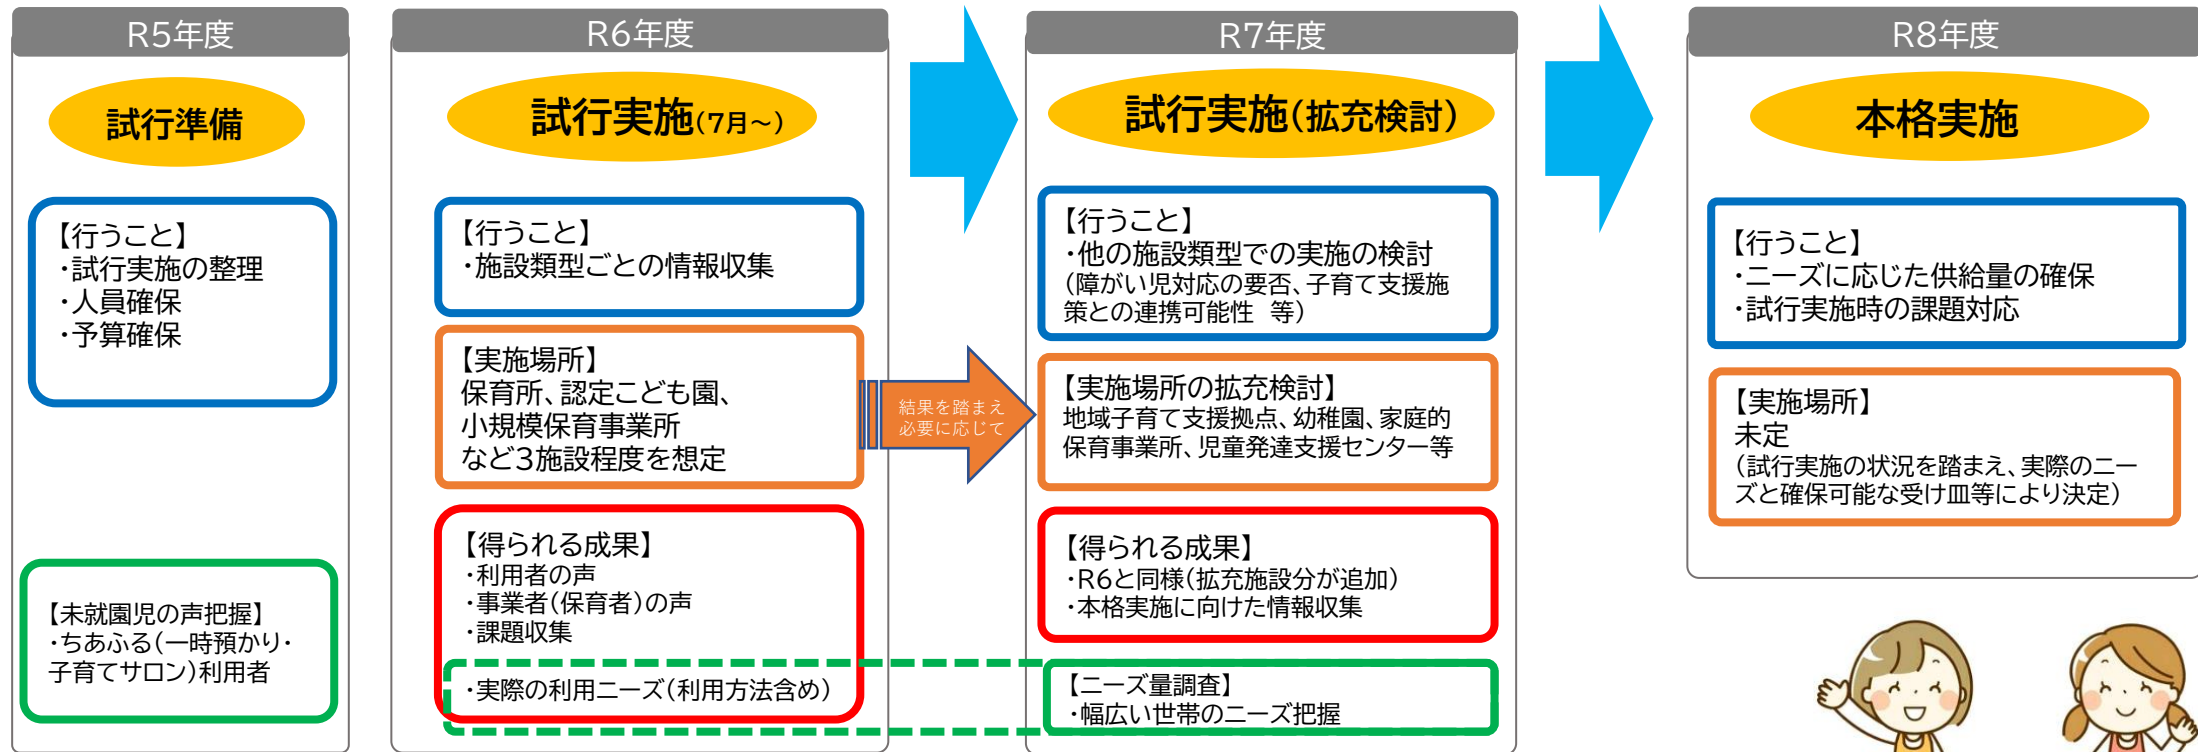 R5年度
試行準備
【行うこと】
・試行実施の整理
・人員確保
・予算確保
【未就園児の声把握】
・ちあふる(一時預かり・
子育てサロン)利用者
R6年度
試行実施(7月～)
【行うこと】
・施設類型ごとの情報収集
【実施場所】
保育所、認定こども園、
小規模保育事業所
など3施設程度を想定
【得られる成果】
・利用者の声
・事業者(保育者)の声
・課題収集
・実際の利用ニーズ(利用方法含め)
結果を踏まえ
必要に応じて
R7年度
試行実施(拡充検討)
【行うこと】
・他の施設類型での実施の検討
(障がい児対応の要否、子育て支援施
策との連携可能性 等)
【実施場所の拡充検討】
地域子育て支援拠点、幼稚園、家庭的
保育事業所、児童発達支援センター等
【得られる成果】
・R6と同様(拡充施設分が追加)
・本格実施に向けた情報収集
【ニーズ量調査】
・幅広い世帯のニーズ把握
R8年度
本格実施
【行うこと】
・ニーズに応じた供給量の確保
・試行実施時の課題対応
【実施場所】
未定
(試行実施の状況を踏まえ、実際のニー
ズと確保可能な受け皿等により決定)